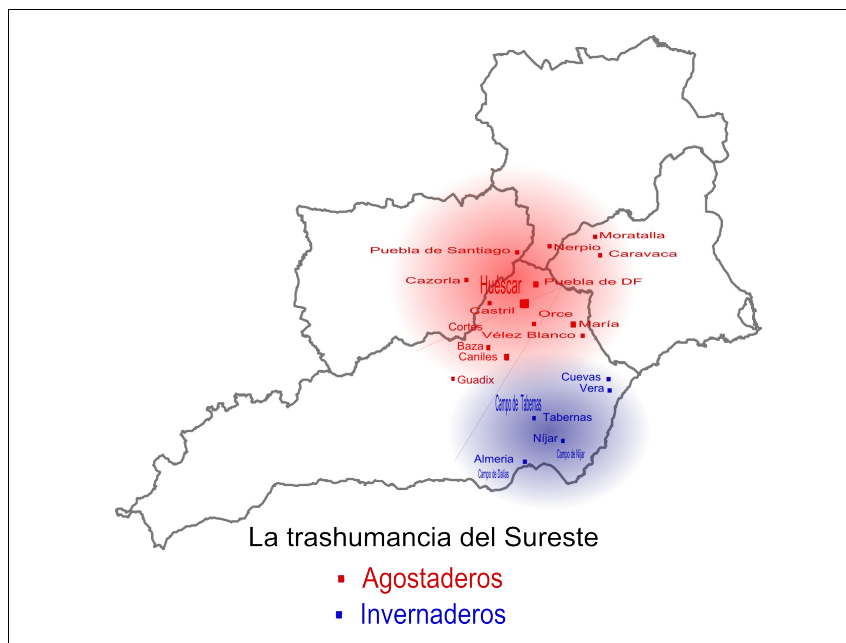 Moratalla
Nerpio
Puebla de Santiago
Caravaca
Cazorla
Huescar
Puebla de DF
Castril
Orce
Cortes
María
Vélez Blanco
Baza
Caniles
Guadix
Cuevas
Vera
Campo de Tabernas
Tabernas
Níjar
Campo de Níjar
Almeria
Campo de Dalías
La trashumancia del Sureste
Agostaderos
Invernaderos